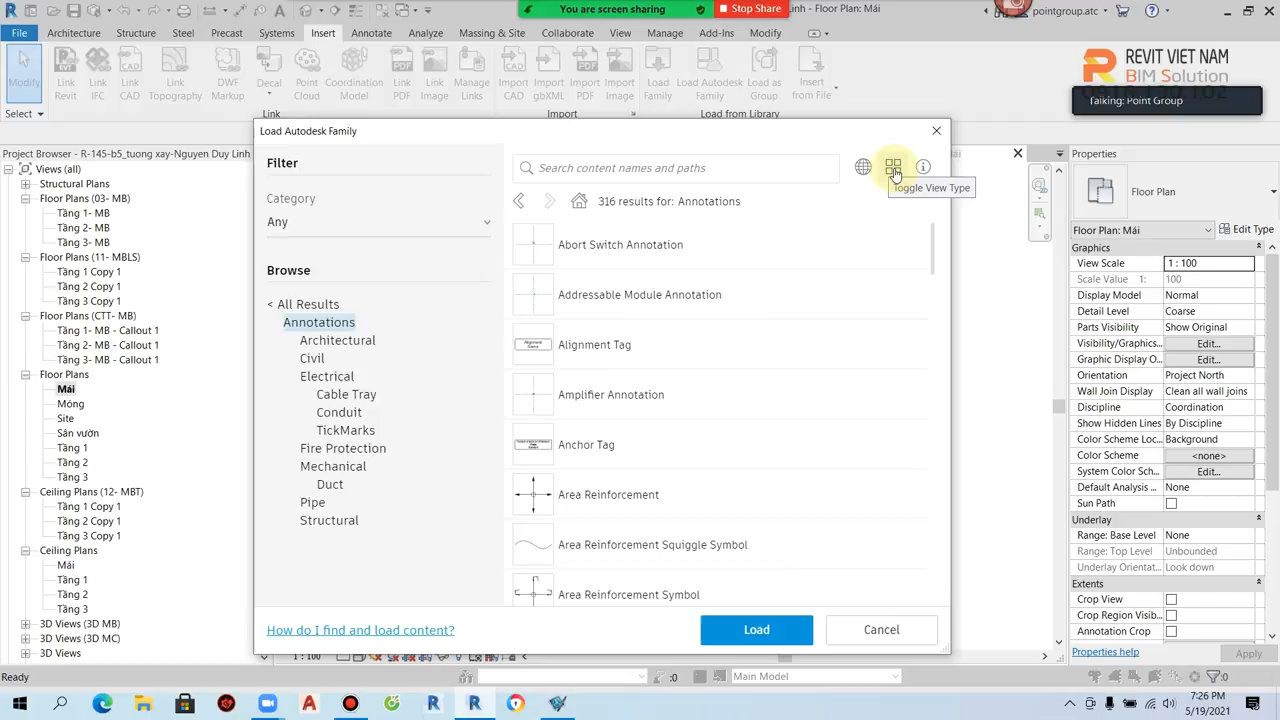 You are screen sharing
Stop Share
Linh - Floor Plan: Mái
pointgroup.atc
File
Architecture
Structure
Steel
Precast
Systems
Insert
Annotate
Analyze
Massing & Site
Collaborate
View
Manage
Add-Ins
Modify
Modify
Link Revit
Link IFC
Link CAD
Link Topography
DWF Markup
Decal
Point Cloud
Coordination Model
Link PDF
Link Image
Manage Links
Import CAD
Import gbXML
Import PDF
Import Image
Load Family
Load Autodesk Family
Load as Group
Insert from File
Select
Link
Import
Load from Library
REVIT VIET NAM
BIM Solution
Talking: Point Group
Project Browser - R-145-b5_tuong xay-Nguyen Duy Linh
Views (all)
Structural Plans
Floor Plans (03- MB)
Tầng 1- MB
Tầng 2- MB
Tầng 3- MB
Floor Plans (11- MBLS)
Tầng 1 Copy 1
Tầng 2 Copy 1
Tầng 3 Copy 1
Floor Plans (CTT- MB)
Tầng 1- MB - Callout 1
Tầng 2- MB - Callout 1
Tầng 3- MB - Callout 1
Floor Plans
Mái
Móng
Site
Sân vườn
Tầng 1
Tầng 2
Tầng 3
Ceiling Plans (12- MBT)
Tầng 1 Copy 1
Tầng 2 Copy 1
Tầng 3 Copy 1
Ceiling Plans
Mái
Tầng 1
Tầng 2
Tầng 3
3D Views (3D MB)
3D Views (3D MC)
3D Views
Load Autodesk Family
Filter
Category
Any
Browse
< All Results
Annotations
Architectural
Civil
Electrical
Cable Tray
Conduit
TickMarks
Fire Protection
Mechanical
Duct
Pipe
Structural
Search content names and paths
Toggle View Type
316 results for: Annotations
Abort Switch Annotation
Addressable Module Annotation
Alignment Tag
Amplifier Annotation
Anchor Tag
Area Reinforcement
Area Reinforcement Squiggle Symbol
Area Reinforcement Symbol
How do I find and load content?
Load
Cancel
Properties
Floor Plan
Floor Plan: Mái
Edit Type
Graphics
View Scale 1 : 100
Scale Value 1: 100
Display Model Normal
Detail Level Coarse
Parts Visibility Show Original
Visibility/Graphics... Edit...
Graphic Display O... Edit...
Orientation Project North
Wall Join Display Clean all wall joins
Discipline Coordination
Show Hidden Lines By Discipline
Color Scheme Loc... Background
Color Scheme <none>
System Color Sch... Edit...
Default Analysis ... None
Sun Path
Underlay
Range: Base Level None
Range: Top Level Unbounded
Underlay Orientat... Look down
Extents
Crop View
Crop Region Visib...
Annotation Crop
Properties help
Apply
1 : 100
Ready
:0
Main Model
:0
7:26 PM
5/19/2021